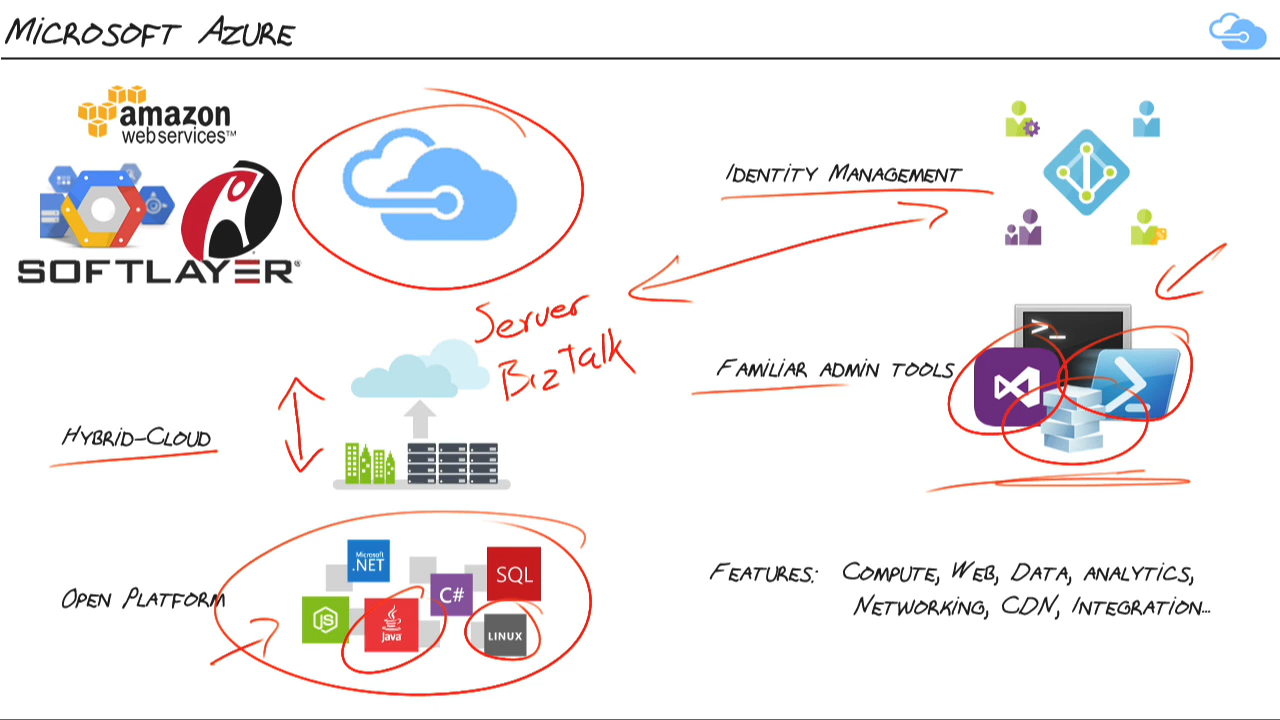 Microsoft Azure
amazon
webservices™
SOFTLAYER®
Identity Management
Server
BizTalk
>_
Familiar admin tools
Hybrid-Cloud
Open Platform
Microsoft
.NET
SQL
C#
JS
Java
LINUX
Features: Compute, Web, Data, analytics,
Networking, CDN, Integration...